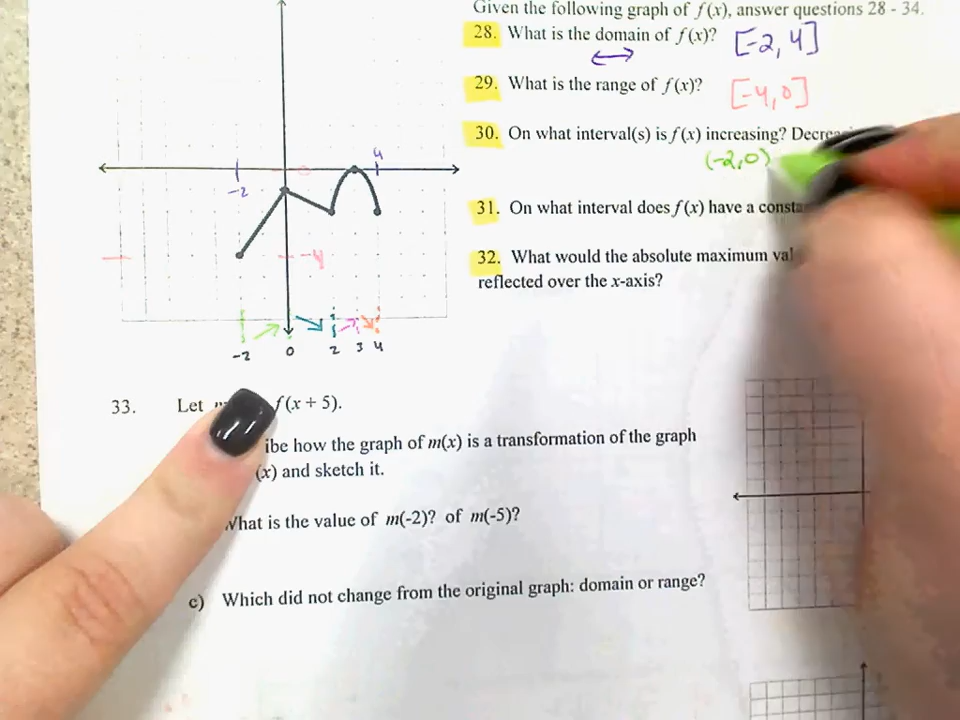 Given the following graph of f(x), answer questions 28 - 34.
28. What is the domain of f(x)? [-2, 4]
29. What is the range of f(x)? [-4, 0]
30. On what interval(s) is f(x) increasing?
(-2, 0)
4
-2
31. On what interval does f(x) have a
32. What would the absolute maximum
-4
reflected over the x-axis?
-2 0 2 3 4
33. Let f(x + 5).
how the graph of m(x) is a transformation of the graph
(x) and sketch it.
What is the value of m(-2)? of m(-5)?
c) Which did not change from the original graph: domain or range?